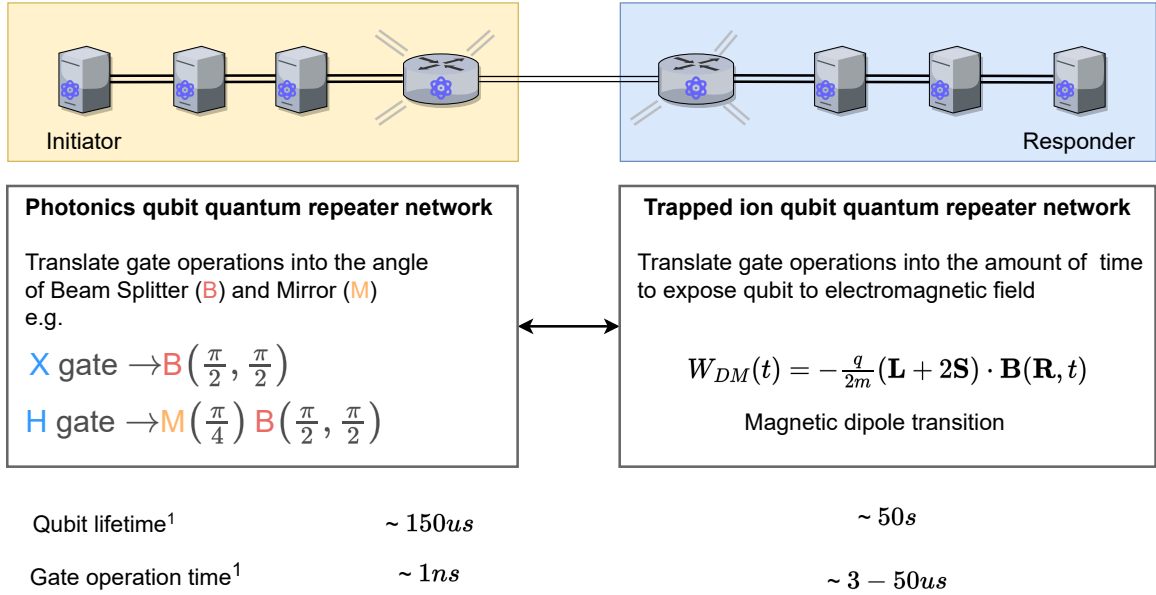 Initiator
Responder
Photonics qubit quantum repeater network
Translate gate operations into the angle
of Beam Splitter (B) and Mirror (M)
e.g.
X gate →B(π/2, π/2)
H gate →M(π/4) B(π/2, π/2)
Trapped ion qubit quantum repeater network
Translate gate operations into the amount of time
to expose qubit to electromagnetic field
W_{DM}(t) = −q/2m(L + 2S) · B(R, t)
Magnetic dipole transition
Qubit lifetime¹ ~ 150us ~ 50s
Gate operation time¹ ~ 1ns ~ 3 − 50us